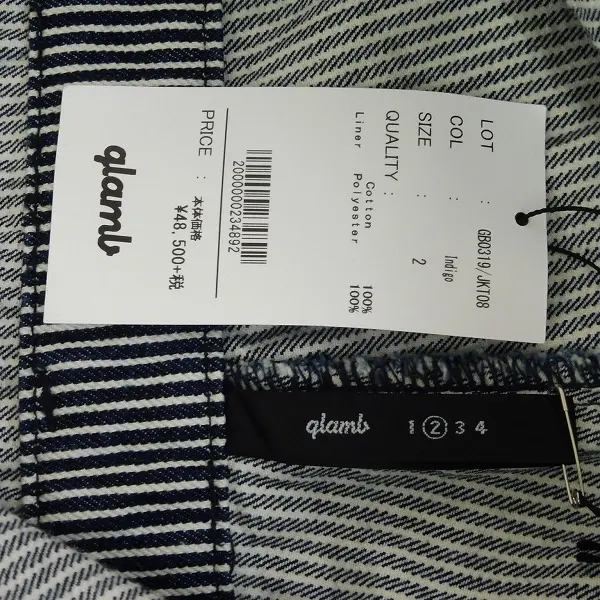 LOT : GB0319/JKT08
COL : Indigo
SIZE : 2
QUALITY :
Cotton 100%
Liner Polyester 100%
2000000234892
PRICE : 本体価格
¥48,500+税
glamb
glamb 1 2 3 4